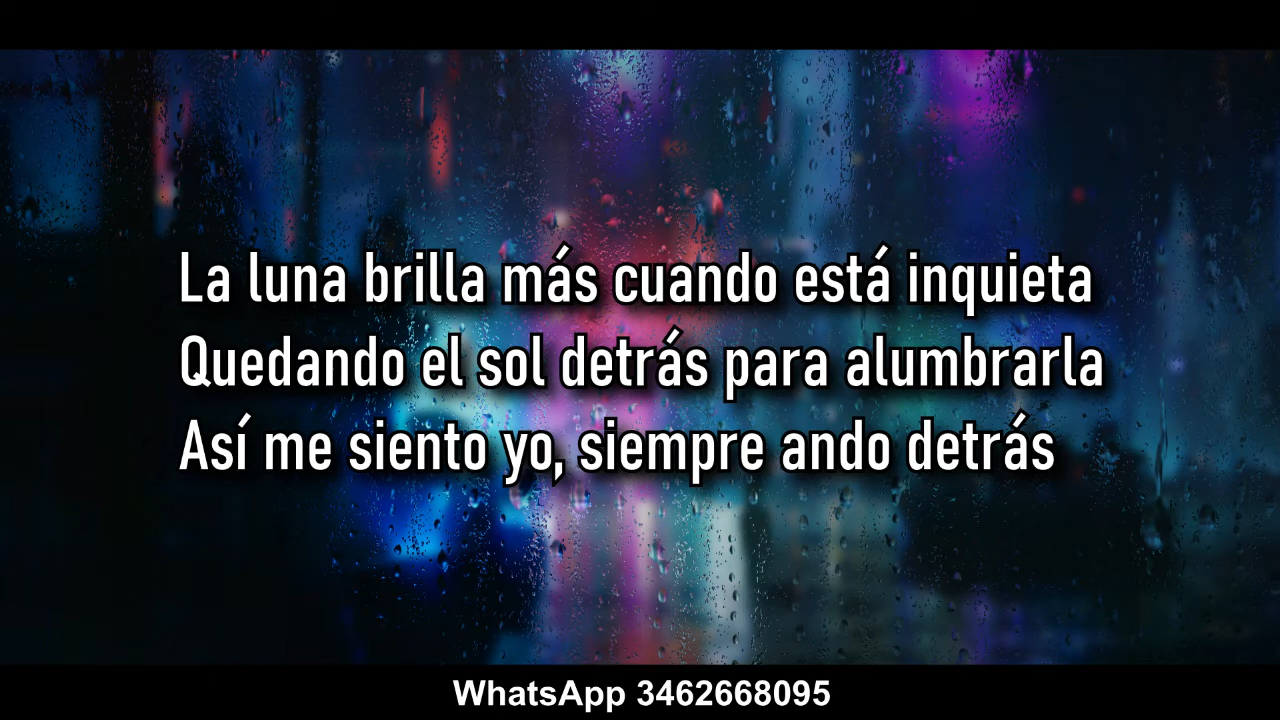 La luna brilla más cuando está inquieta
Quedando el sol detrás para alumbrarla
Así me siento yo, siempre ando detrás
WhatsApp 3462668095